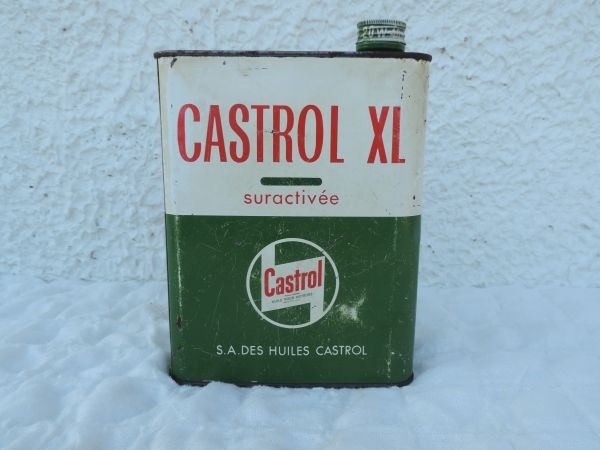 CASTROL XL
suractivée
Castrol
S.A. DES HUILES CASTROL